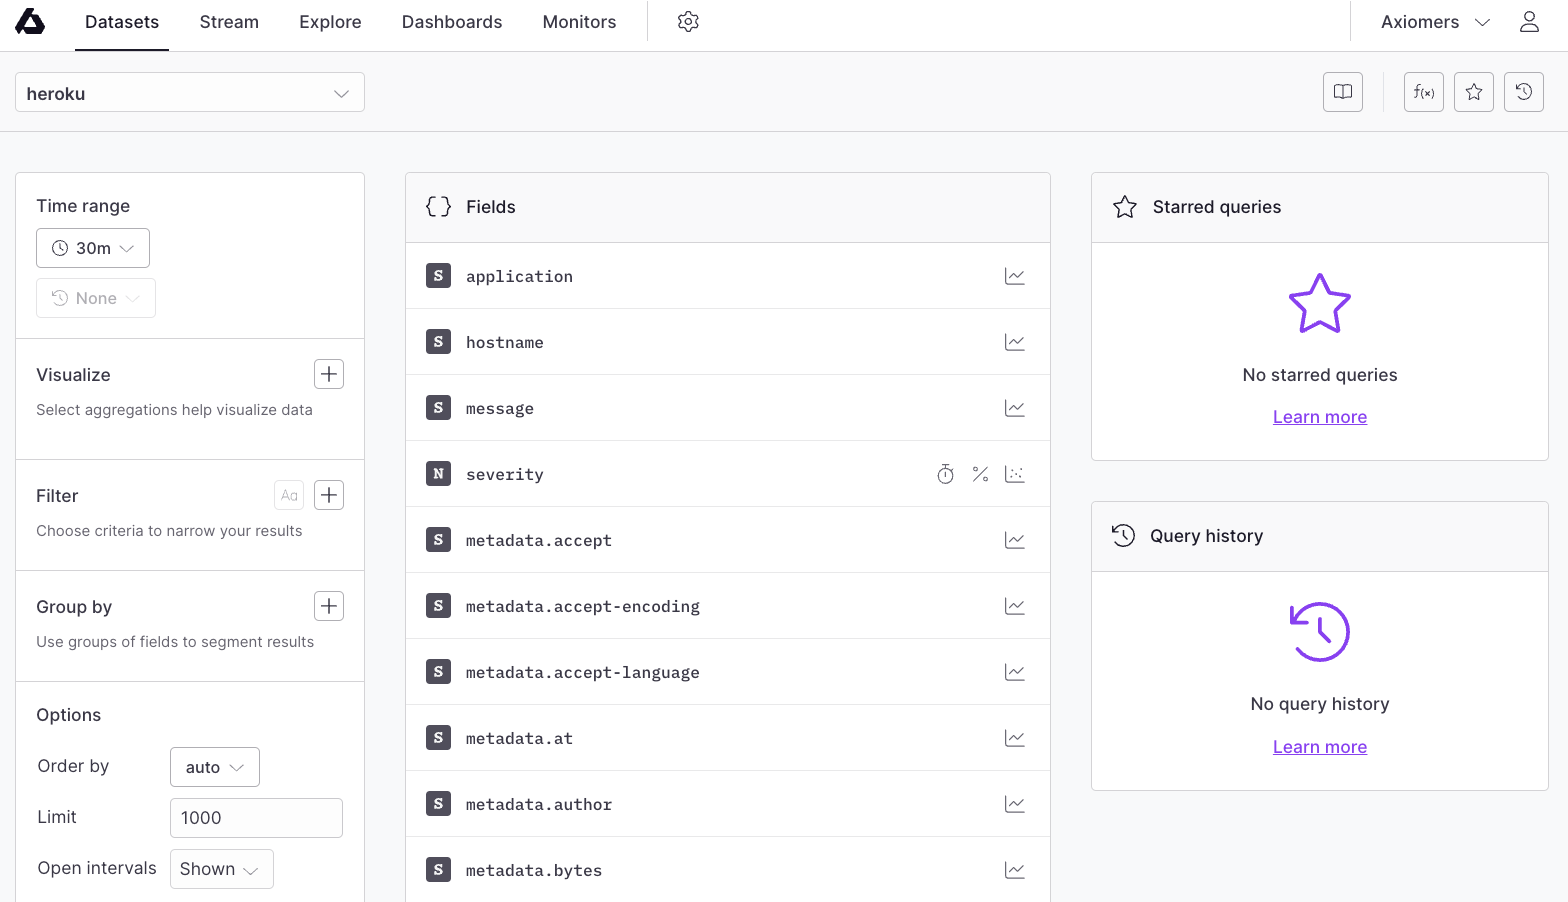 Datasets
Stream
Explore
Dashboards
Monitors
Axiomers
heroku
f(x)
Time range
30m
None
Visualize
Select aggregations help visualize data
Filter
Aa
Choose criteria to narrow your results
Group by
Use groups of fields to segment results
Options
Order by
auto
Limit
1000
Open intervals
Shown
Fields
S application
S hostname
S message
N severity
S metadata.accept
S metadata.accept-encoding
S metadata.accept-language
S metadata.at
S metadata.author
S metadata.bytes
Starred queries
No starred queries
Learn more
Query history
No query history
Learn more